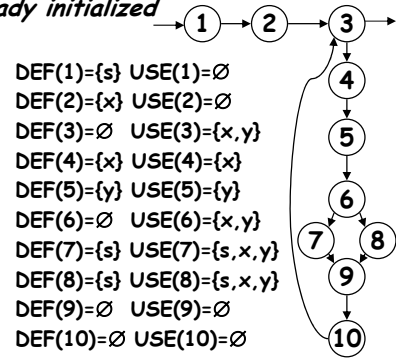 ady initialized
1 2 3
DEF(1)={s} USE(1)=∅
4
DEF(2)={x} USE(2)=∅
DEF(3)=∅ USE(3)={x,y}
5
DEF(4)={x} USE(4)={x}
DEF(5)={y} USE(5)={y}
6
DEF(6)=∅ USE(6)={x,y}
7 8
DEF(7)={s} USE(7)={s,x,y}
DEF(8)={s} USE(8)={s,x,y}
9
DEF(9)=∅ USE(9)=∅
DEF(10)=∅ USE(10)=∅
10